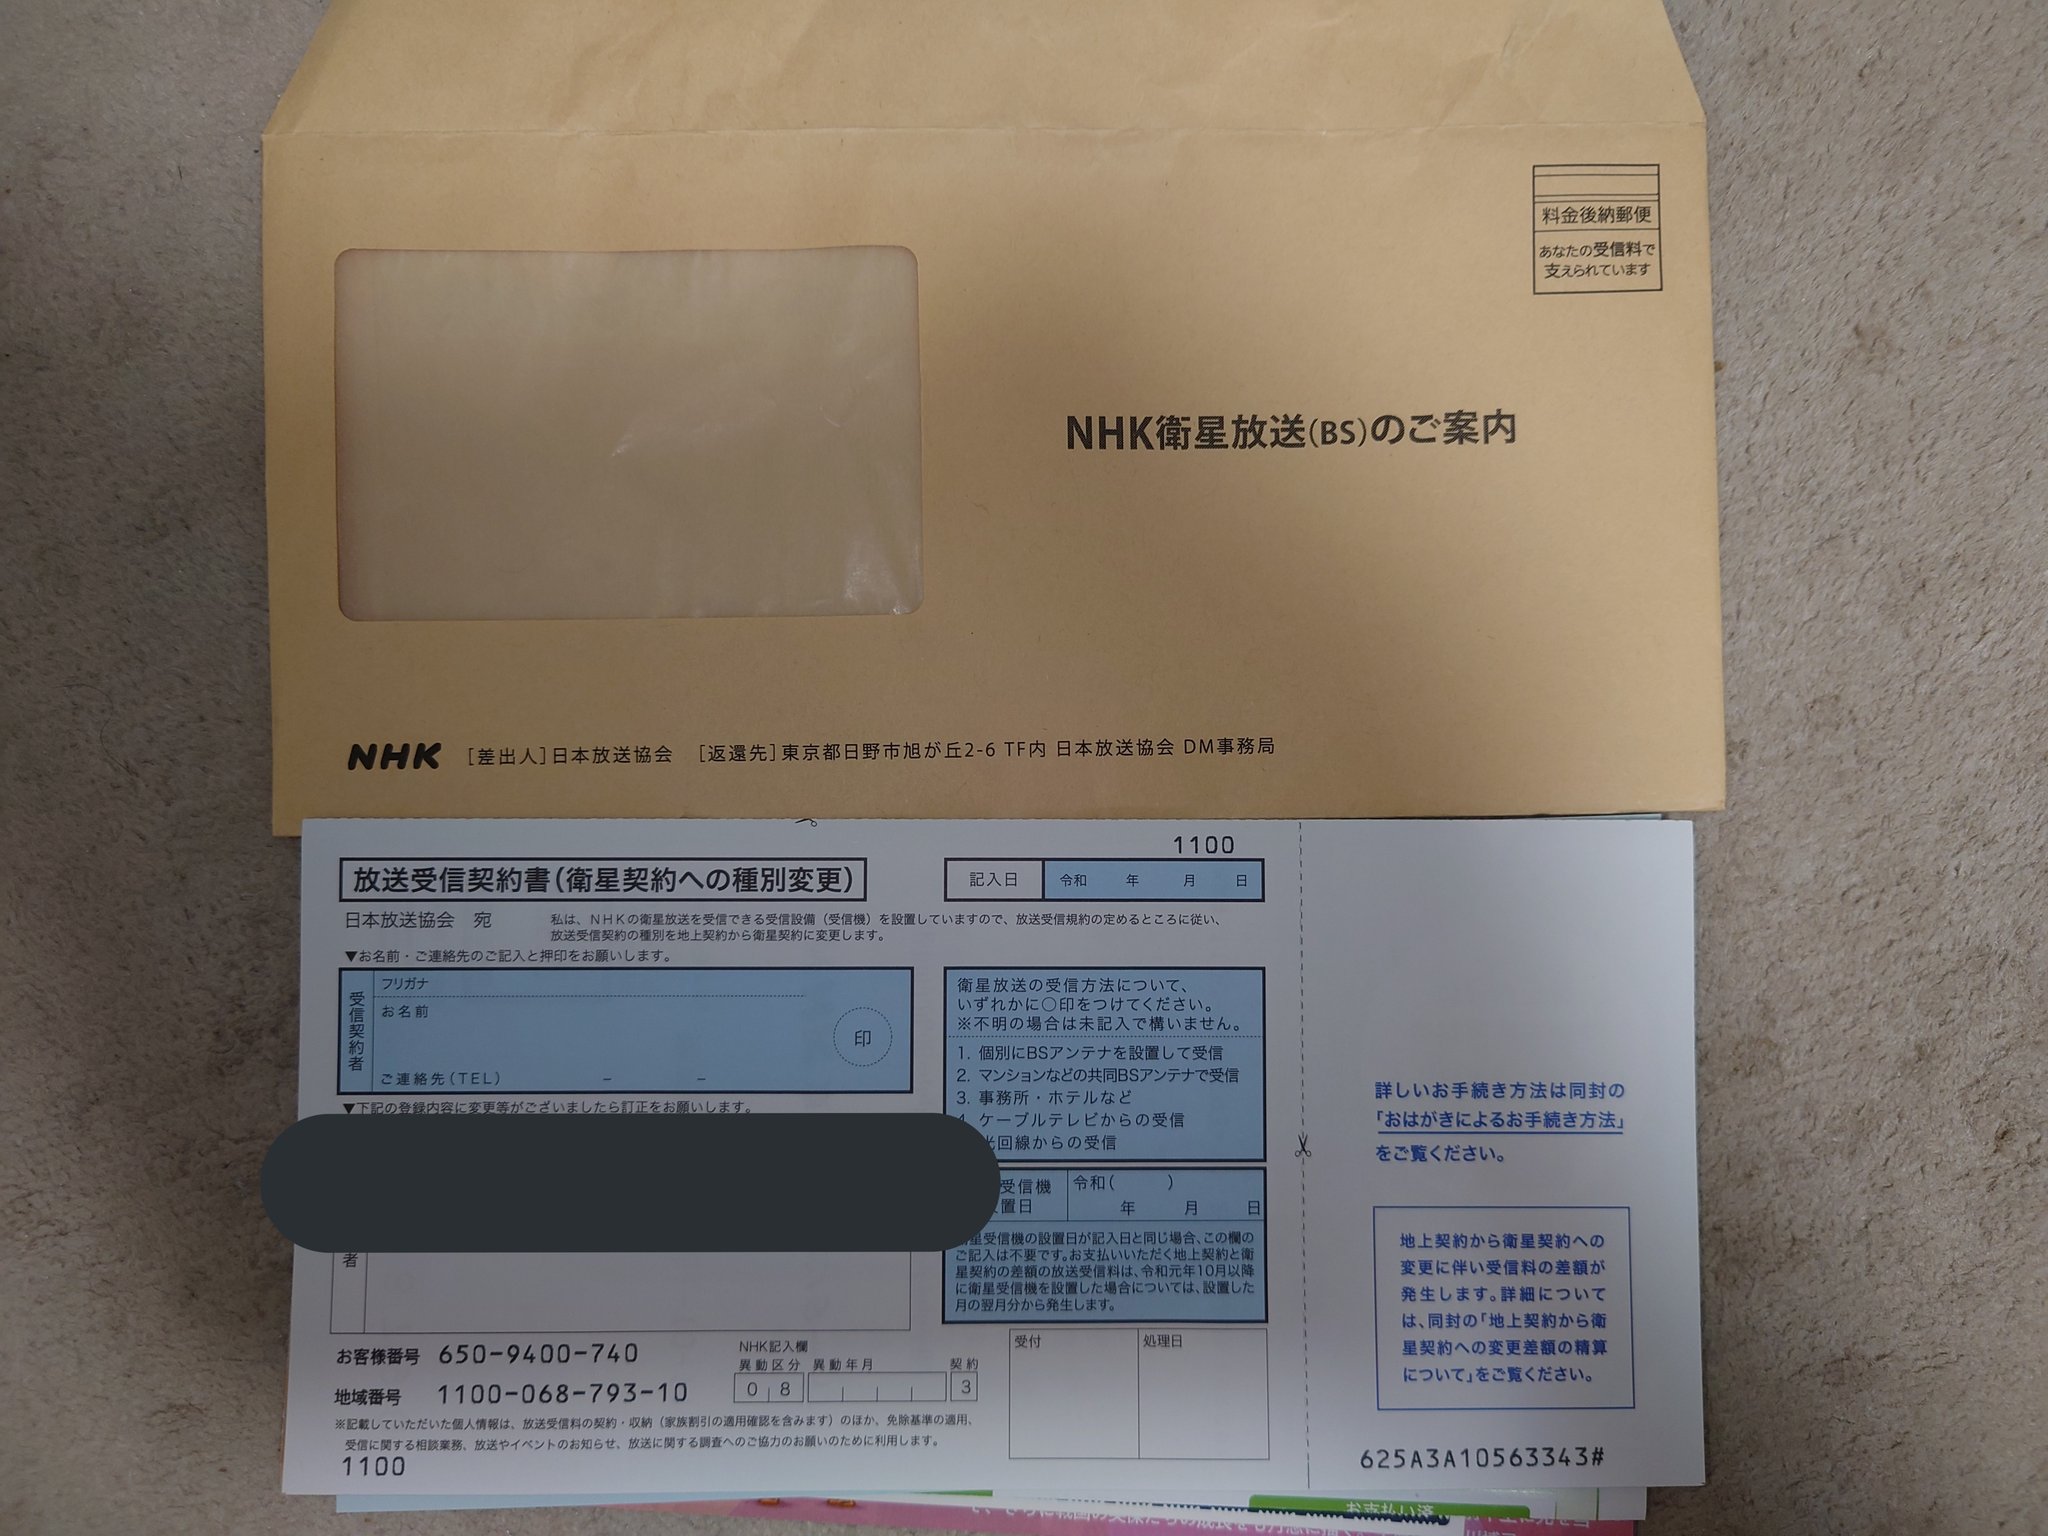 料金後納郵便
あなたの受信料で
支えられています
NHK衛星放送(BS)のご案内
NHK [差出人]日本放送協会 [返還先]東京都日野市旭が丘2-6 TF内 日本放送協会 DM事務局
1100
放送受信契約書(衛星契約への種別変更)
記入日 令和 年 月 日
日本放送協会 宛
私は、NHKの衛星放送を受信できる受信設備(受信機)を設置していますので、放送受信規約の定めるところに従い、
放送受信契約の種別を地上契約から衛星契約に変更します。
▼お名前・ご連絡先のご記入と押印をお願いします。
受信契約者
フリガナ
お名前
印
ご連絡先(TEL) − −
▼下記の登録内容に変更等がございましたら訂正をお願いします。
者
衛星放送の受信方法について、
いずれかに○印をつけてください。
※不明の場合は未記入で構いません。
1. 個別にBSアンテナを設置して受信
2. マンションなどの共同BSアンテナで受信
3. 事務所・ホテルなど
ケーブルテレビからの受信
光回線からの受信
受信機
置日
令和( )
年 月 日
星受信機の設置日が記入日と同じ場合、この欄の
ご記入は不要です。お支払いいただく地上契約と衛
星契約の差額の放送受信料は、令和元年10月以降
に衛星受信機を設置した場合については、設置した
月の翌月分から発生します。
お客様番号 650-9400-740
地域番号 1100-068-793-10
NHK記入欄
異動区分 異動年月 契約
0 8 3
受付 処理日
※記載していただいた個人情報は、放送受信料の契約・収納(家族割引の適用確認を含みます)のほか、免除基準の適用、
受信に関する相談業務、放送やイベントのお知らせ、放送に関する調査へのご協力のお願いのために利用します。
1100
詳しいお手続き方法は同封の
「おはがきによるお手続き方法」
をご覧ください。
地上契約から衛星契約への
変更に伴い受信料の差額が
発生します。詳細について
は、同封の「地上契約から衛
星契約への変更差額の精算
について」をご覧ください。
625A3A10563343#
お支払い済